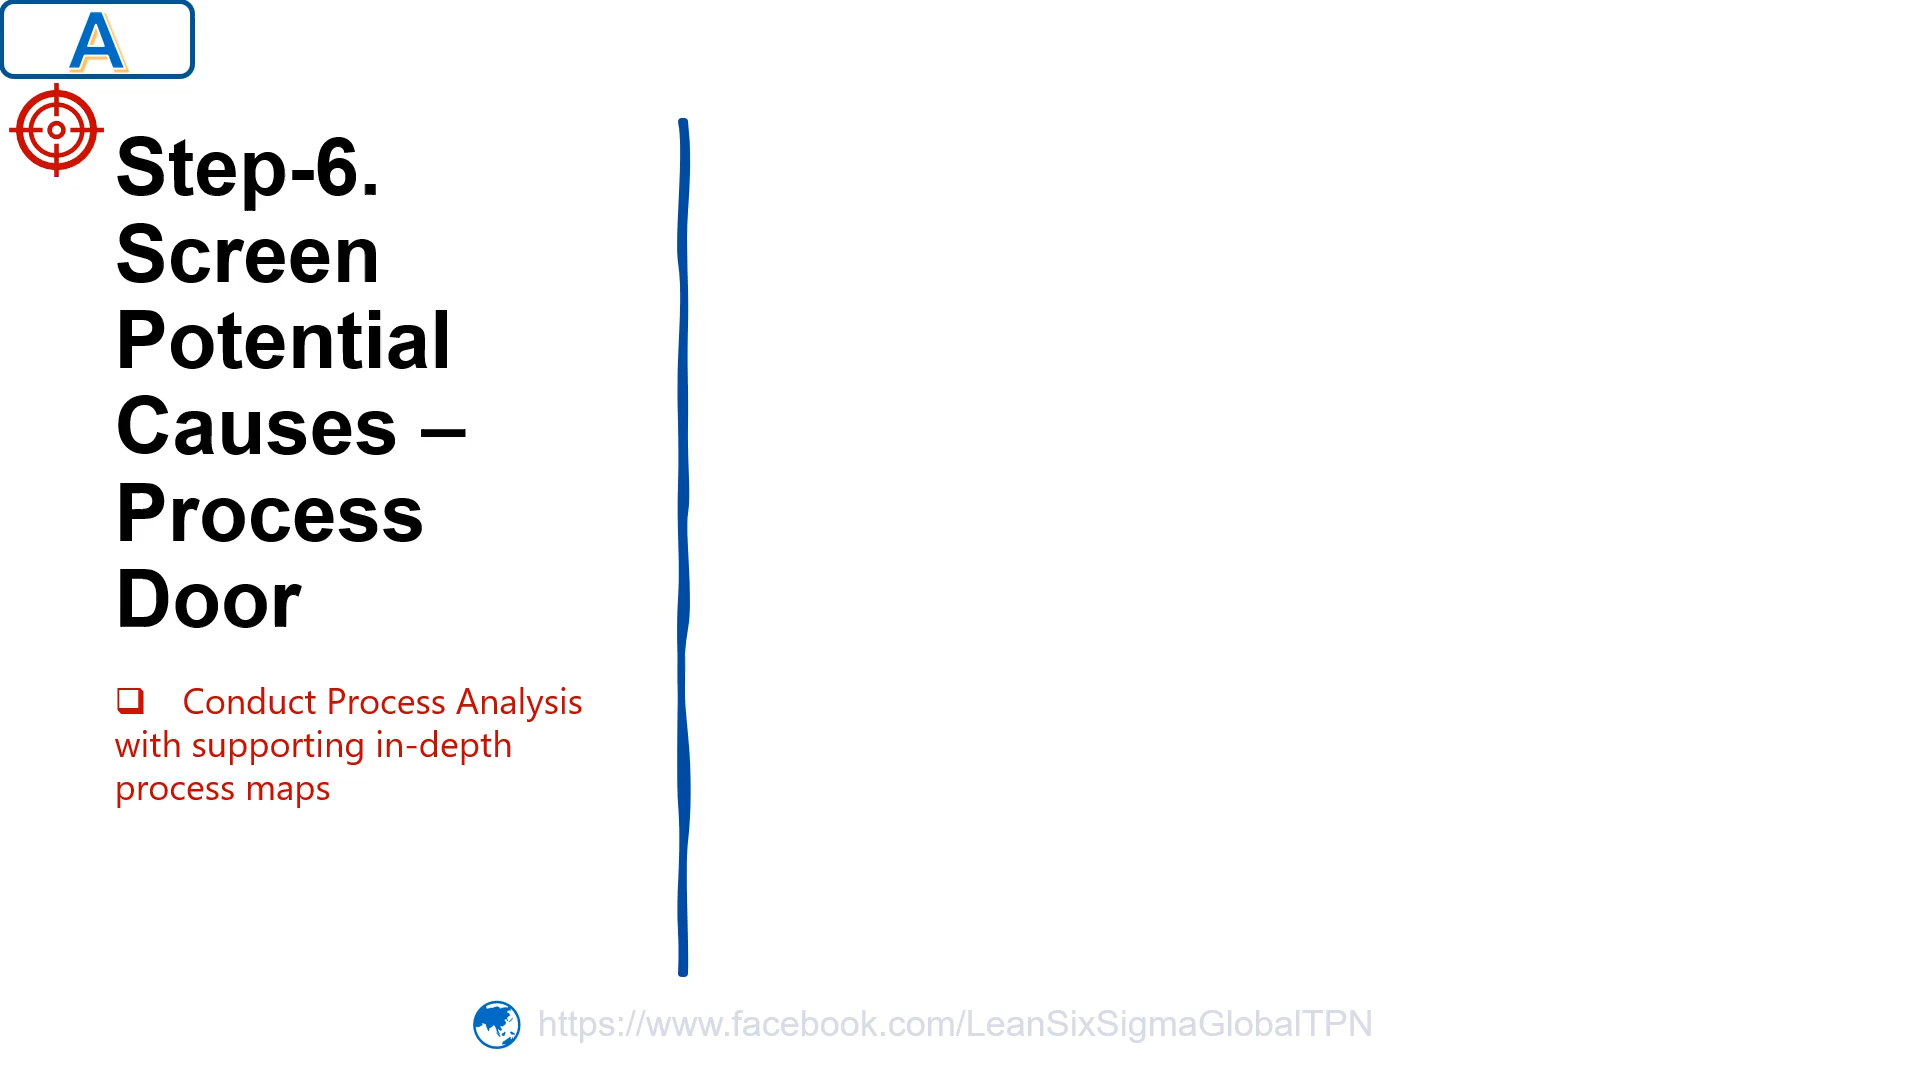 A
Step-6.
Screen
Potential
Causes –
Process
Door
❑ Conduct Process Analysis
with supporting in-depth
process maps
https://www.facebook.com/LeanSixSigmaGlobalTPN